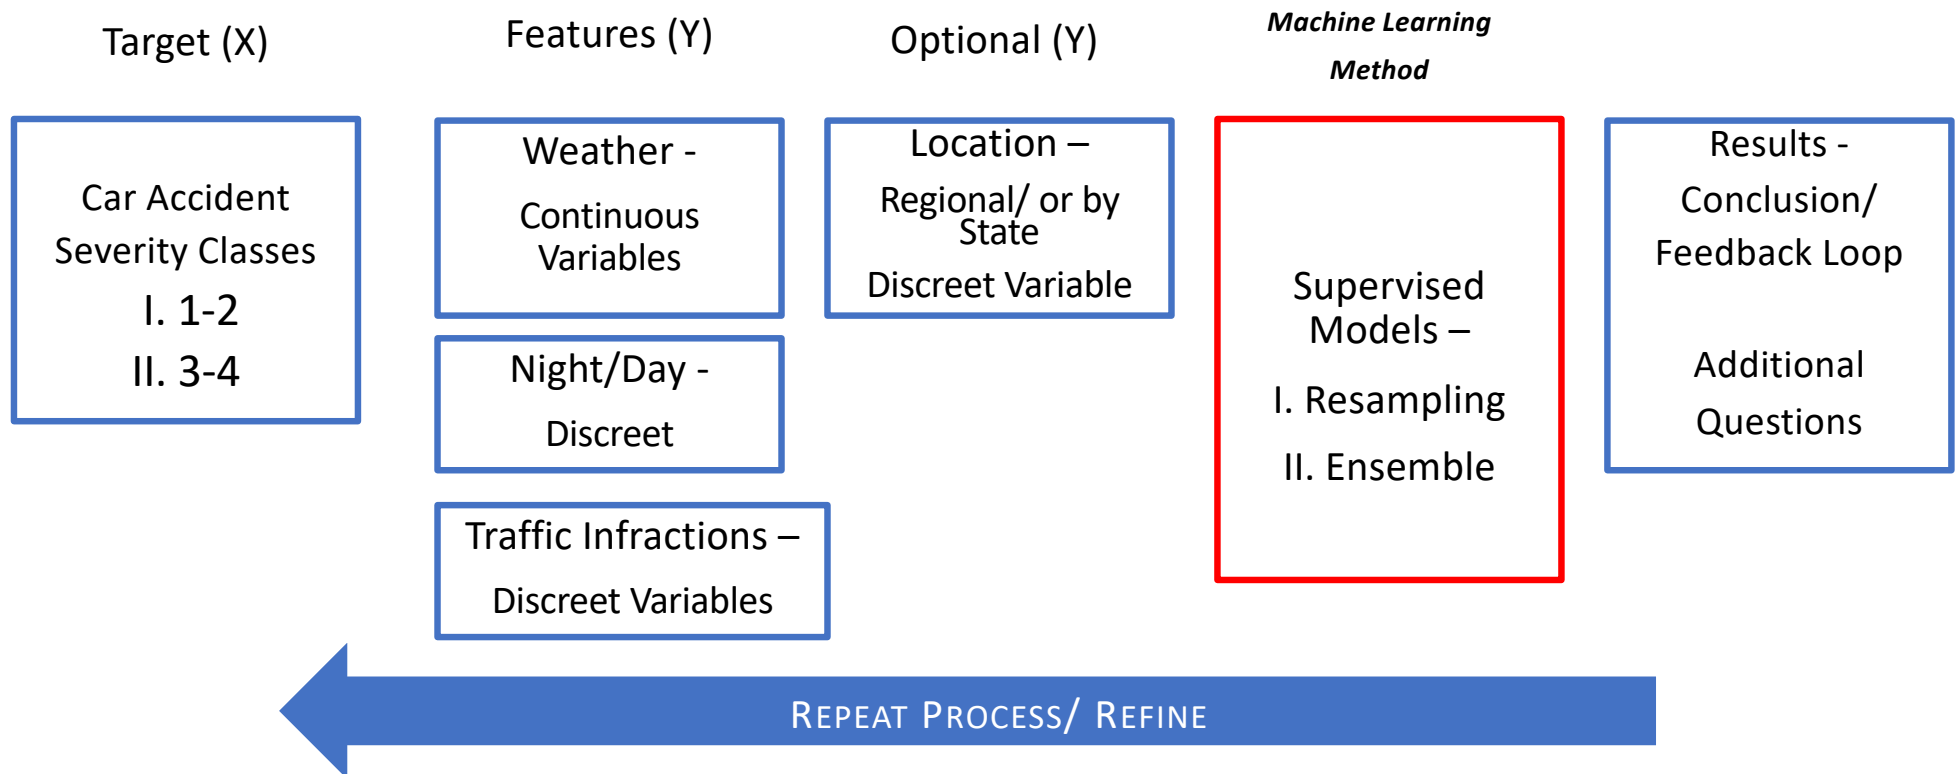 Target (X)
Features (Y)
Optional (Y)
Machine Learning
Method
Car Accident
Severity Classes
I. 1-2
II. 3-4
Weather -
Continuous
Variables
Night/Day -
Discreet
Traffic Infractions –
Discreet Variables
Location –
Regional/ or by
State
Discreet Variable
Supervised
Models –
I. Resampling
II. Ensemble
Results -
Conclusion/
Feedback Loop
Additional
Questions
REPEAT PROCESS/ REFINE